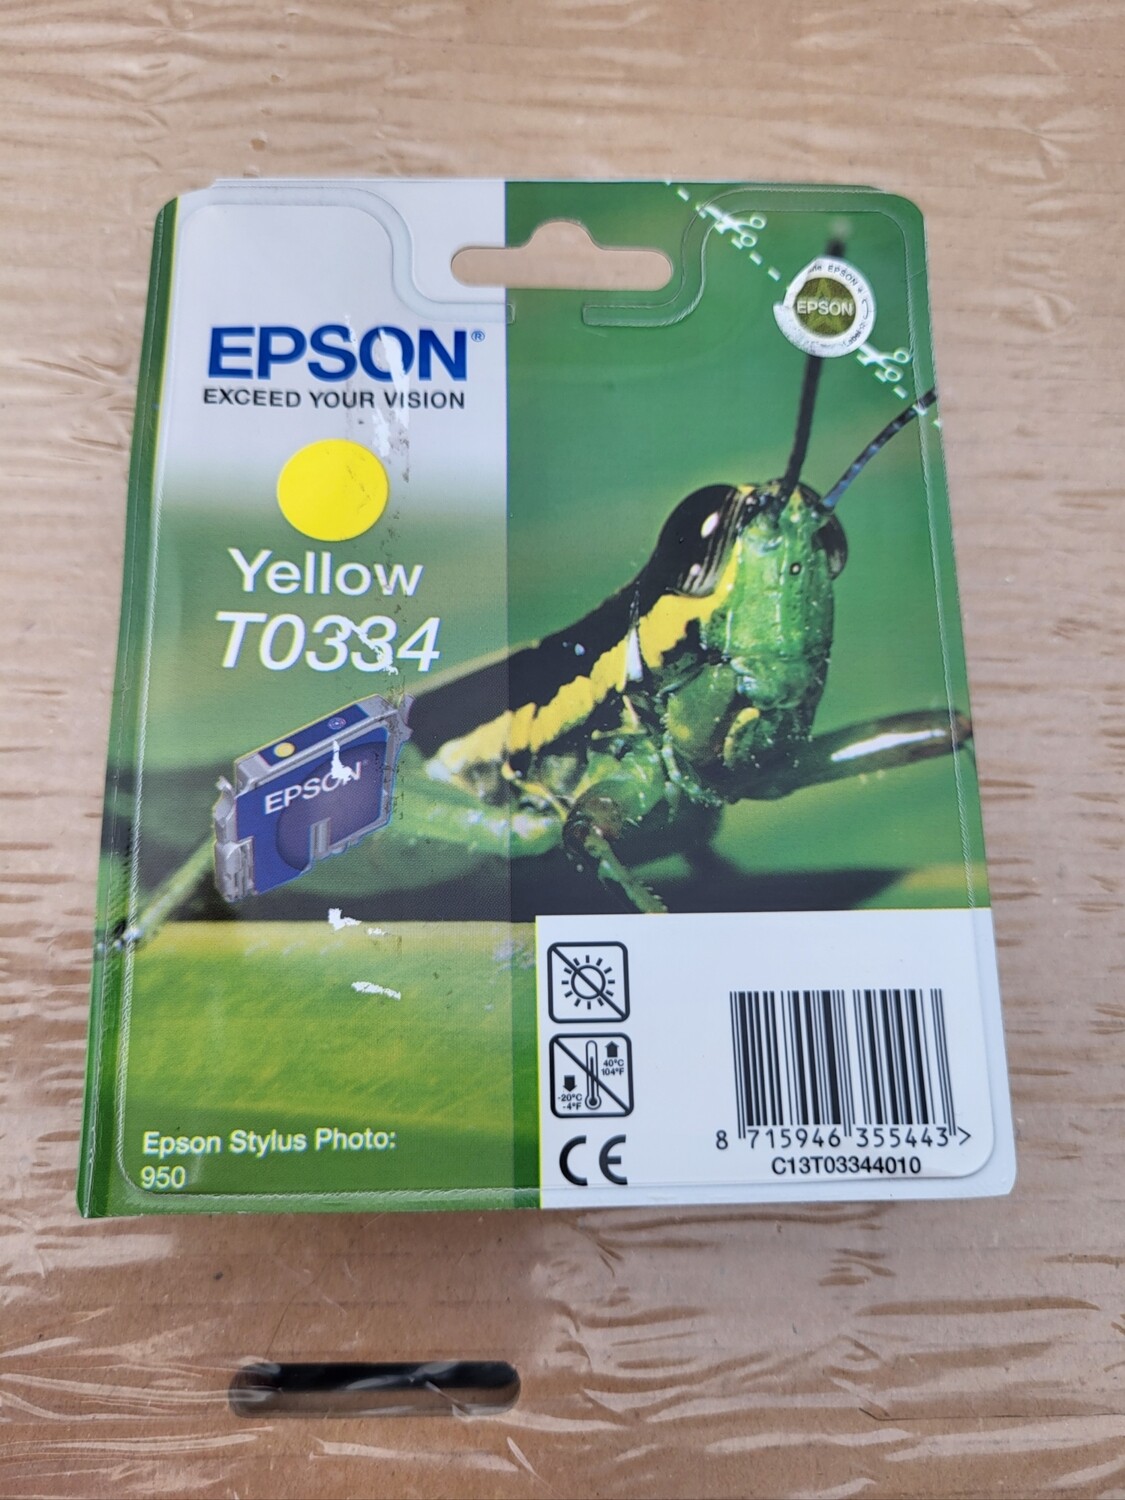 EPSON®
EXCEED YOUR VISION
EPSON
EPSON
Yellow
T0334
EPSON
40°C
104°F
-20°C
-4°F
CE
Epson Stylus Photo:
950
8 715946 355443 >
C13T03344010